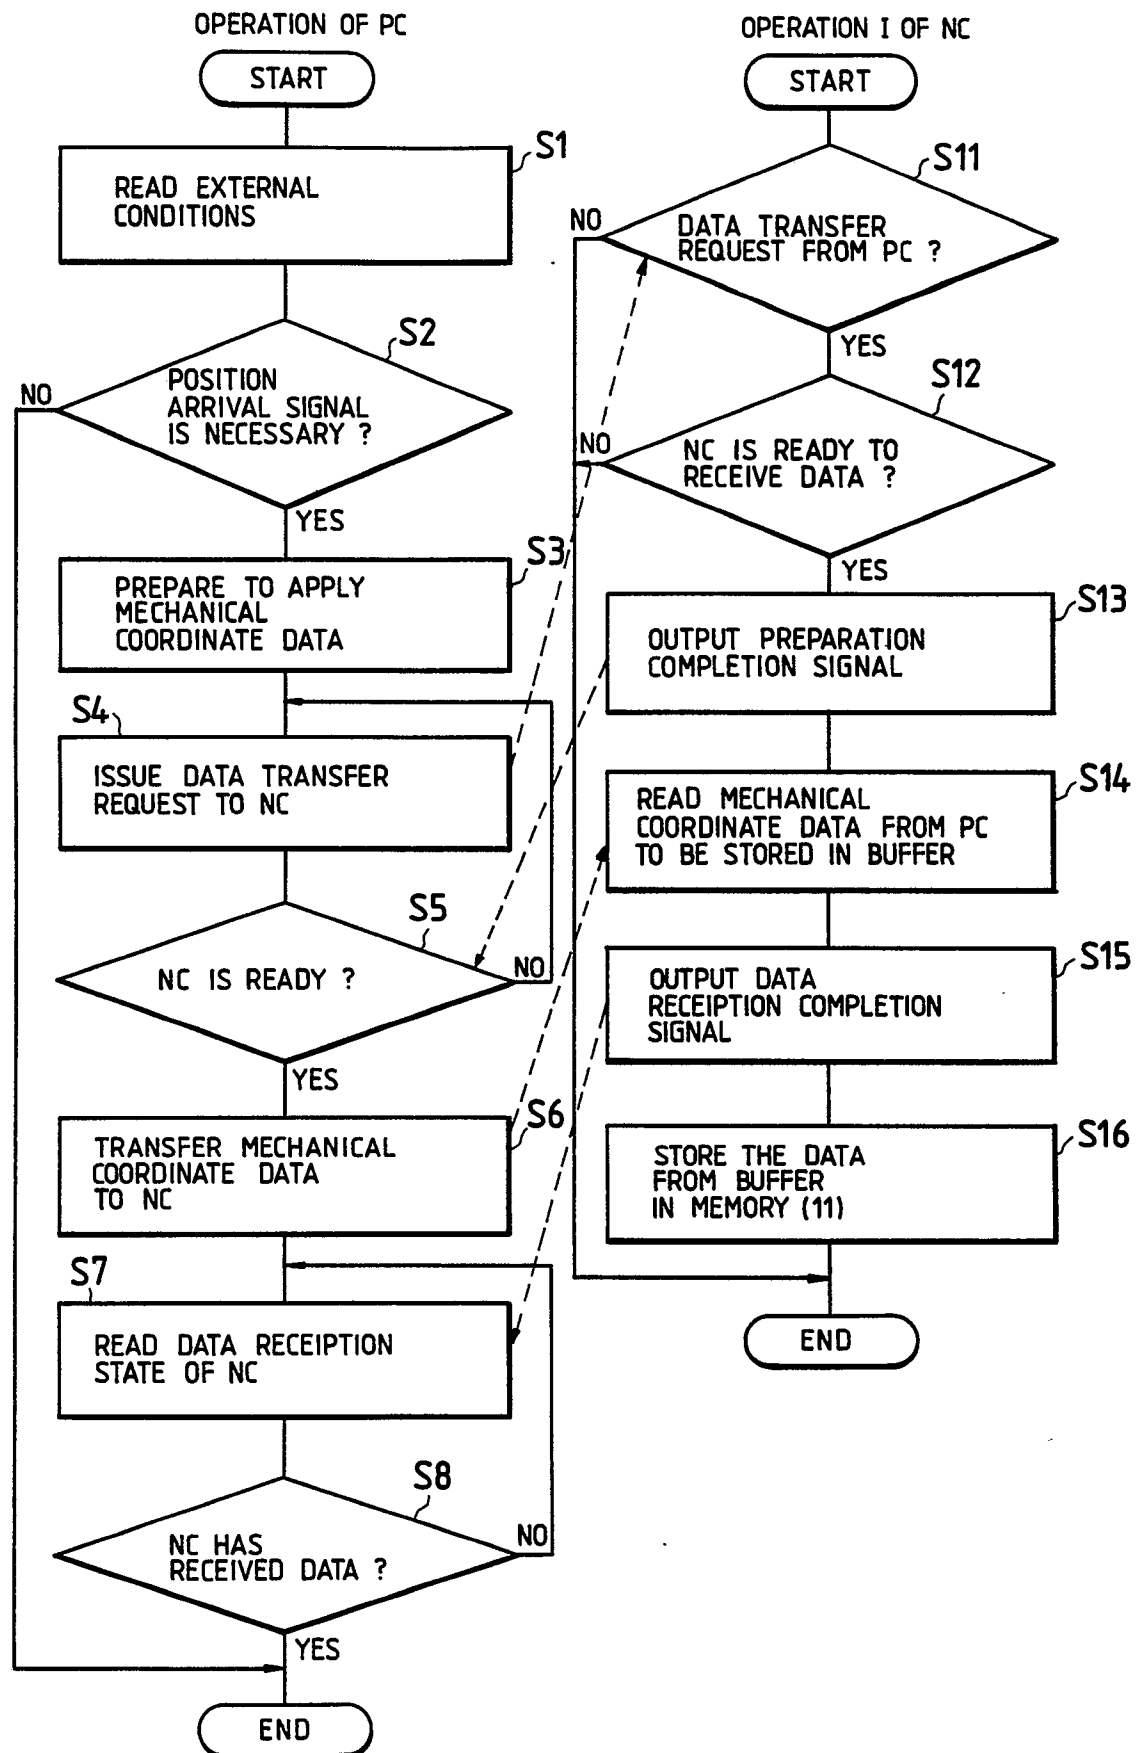 OPERATION OF PC
START
S1
READ EXTERNAL
CONDITIONS
S2
POSITION
ARRIVAL SIGNAL
IS NECESSARY ?
NO
YES
S3
PREPARE TO APPLY
MECHANICAL
COORDINATE DATA
S4
ISSUE DATA TRANSFER
REQUEST TO NC
S5
NC IS READY ?
NO
YES
S6
TRANSFER MECHANICAL
COORDINATE DATA
TO NC
S7
READ DATA RECEIPTION
STATE OF NC
S8
NC HAS
RECEIVED DATA ?
NO
YES
END
OPERATION I OF NC
START
S11
NO
DATA TRANSFER
REQUEST FROM PC ?
YES
S12
NO
NC IS READY TO
RECEIVE DATA ?
YES
S13
OUTPUT PREPARATION
COMPLETION SIGNAL
S14
READ MECHANICAL
COORDINATE DATA FROM PC
TO BE STORED IN BUFFER
S15
OUTPUT DATA
RECEIPTION COMPLETION
SIGNAL
S16
STORE THE DATA
FROM BUFFER
IN MEMORY (11)
END